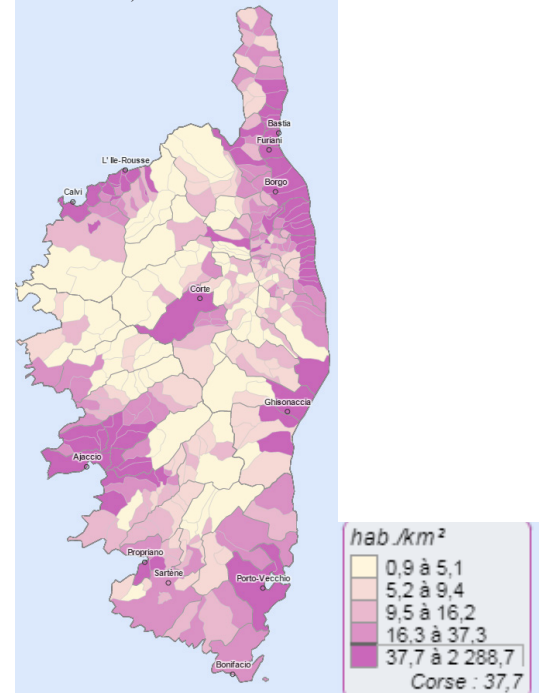 Bastia
Furiani
L' Ile-Rousse
Borgo
Calvi
Corte
Ghisonaccia
Ajaccio
Propriano
Sartène
Porto-Vecchio
Bonifacio
hab./km²
0,9 à 5,1
5,2 à 9,4
9,5 à 16,2
16,3 à 37,3
37,7 à 2 288,7
Corse : 37,7